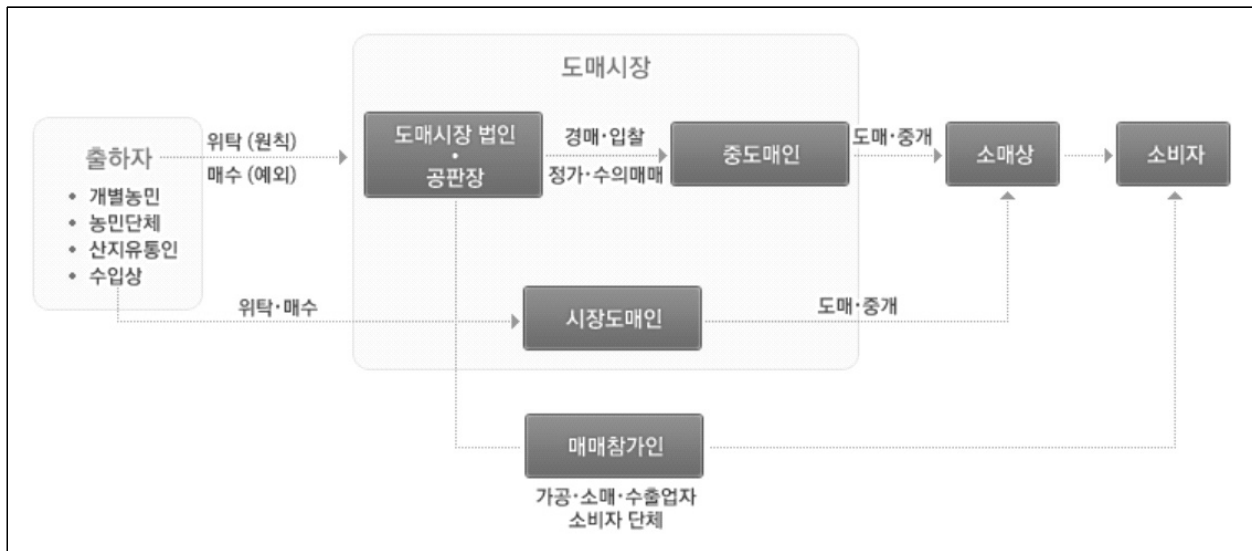 도매시장
출하자
• 개별농민
• 농민단체
• 산지유통인
• 수입상
위탁 (원칙)
매수 (예외)
도매시장 법인
·
공판장
경매·입찰
정가·수의매매
중도매인
도매·중개
소매상
소비자
위탁·매수
시장도매인
도매·중개
매매참가인
가공·소매·수출업자
소비자 단체